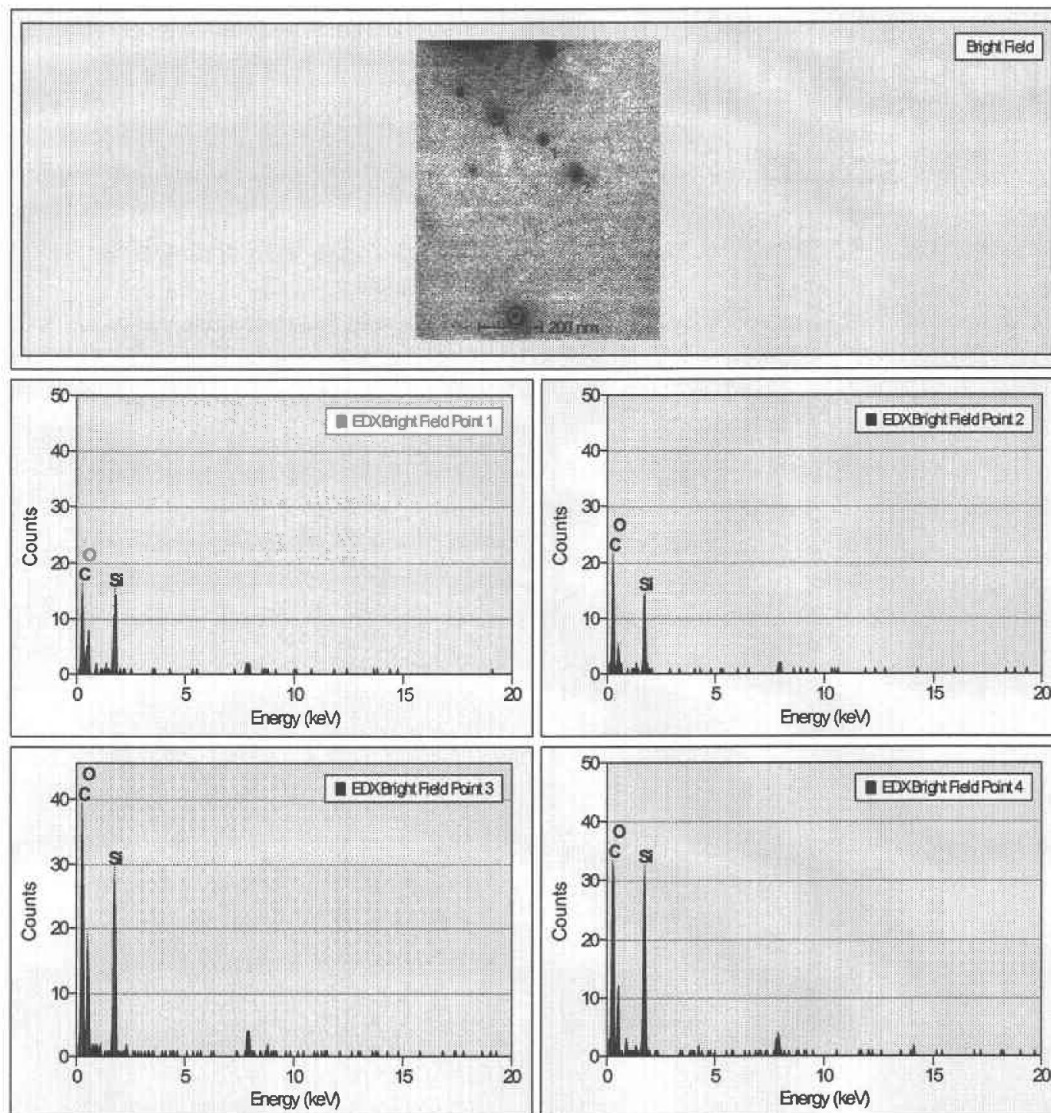 Bright Field
200 nm
EDX Bright Field Point 1
50
40
30
20
10
0
Counts
O
C
Si
0 5 10 15 20
Energy (keV)
EDX Bright Field Point 2
50
40
30
20
10
0
Counts
O
C
Si
0 5 10 15 20
Energy (keV)
EDX Bright Field Point 3
40
30
20
10
0
Counts
O
C
Si
0 5 10 15 20
Energy (keV)
EDX Bright Field Point 4
50
40
30
20
10
0
Counts
O
C
Si
0 5 10 15 20
Energy (keV)